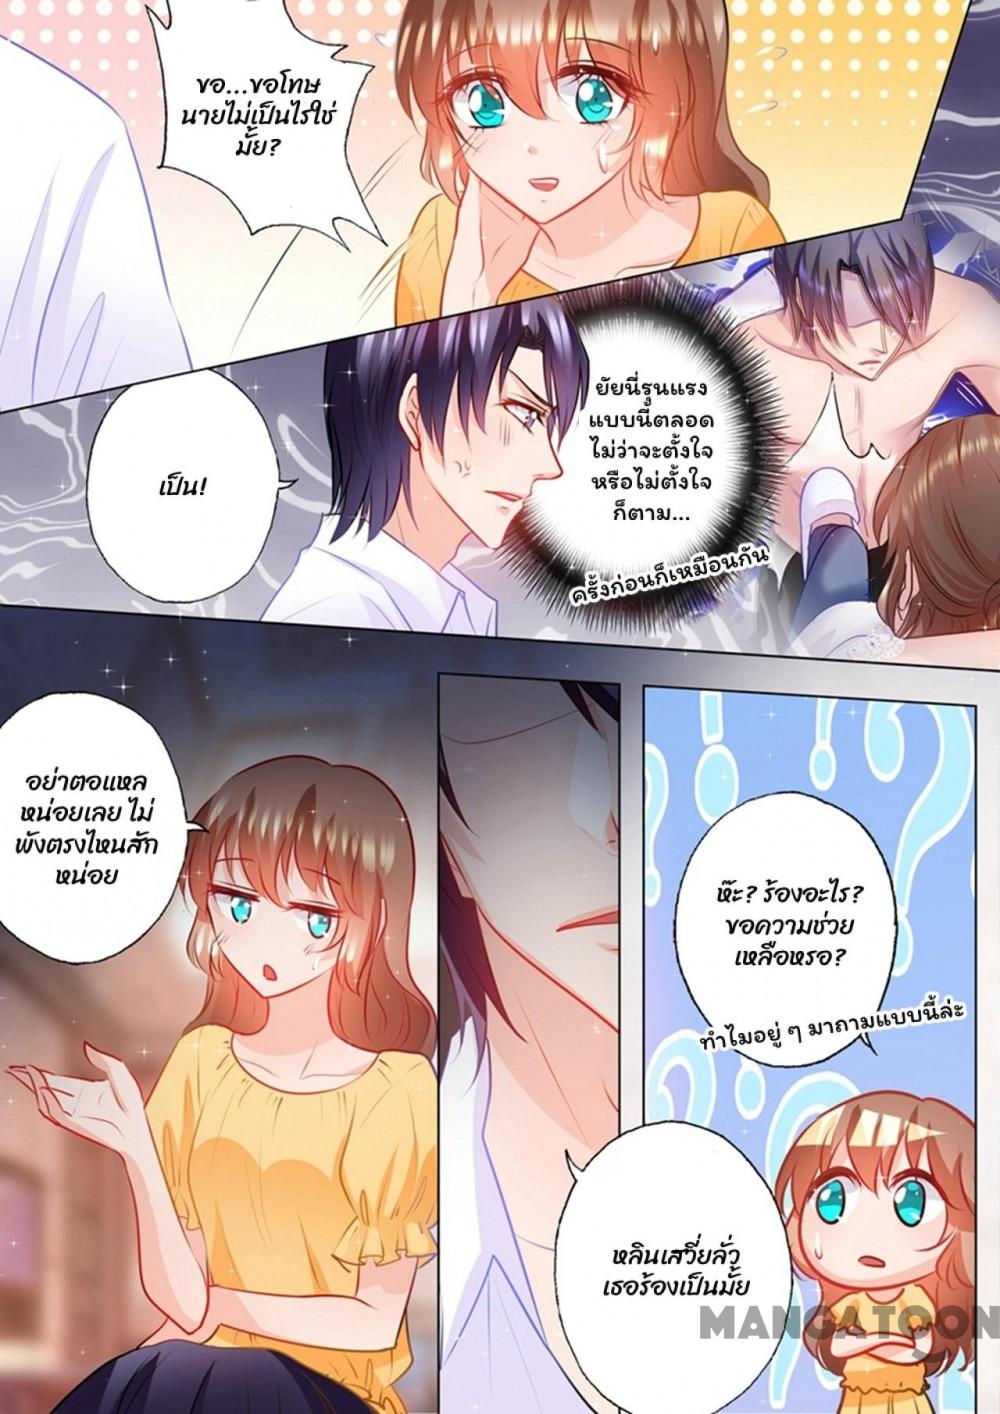 ขอ...ขอโทษ
นายไม่เป็นไรใช่
มั้ย?
ยัยนี่รุนแรง
แบบนี้ตลอด
ไม่ว่าจะตั้งใจ
หรือไม่ตั้งใจ
ก็ตาม...
ครั้งก่อนก็เหมือนกัน
เป็น!
อย่าตอแหล
หน่อยเลย ไม่
พังตรงไหนสัก
หน่อย
ห๊ะ? ร้องอะไร?
ขอความช่วย
เหลือหรอ?
ทำไมอยู่ ๆ มาถามแบบนี้ล่ะ
หลินเสวี่ยลั่ว
เธอร้องเป็นมั้ย
MANGATOON